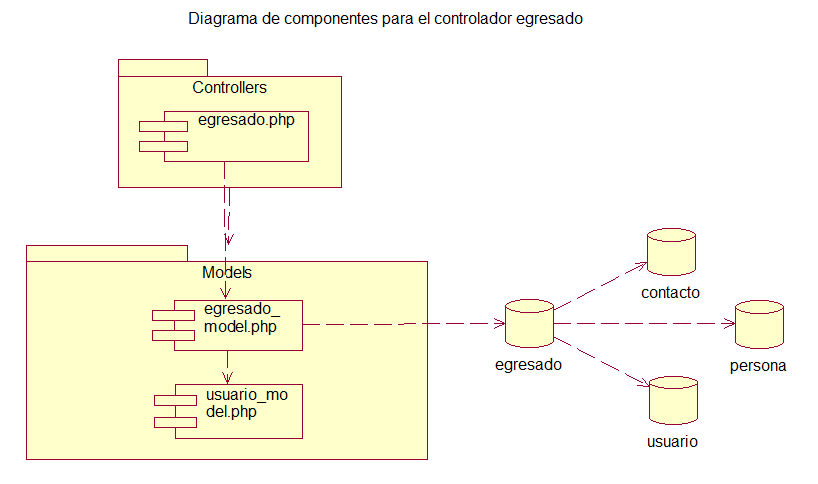 Diagrama de componentes para el controlador egresado
Controllers
egresado.php
Models
egresado_
model.php
usuario_mo
del.php
egresado
contacto
persona
usuario